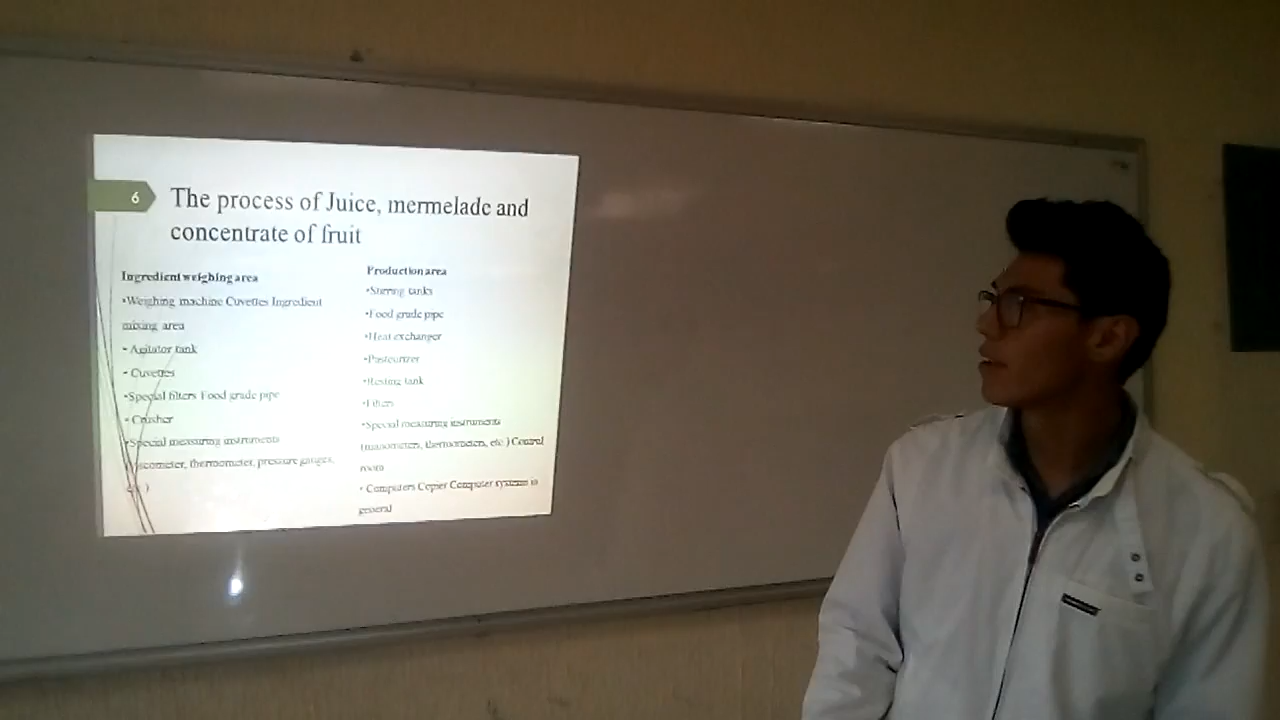 6
The process of Juice, mermelade and
concentrate of fruit
Ingredient weighing area
•Weighing machine Cuvettes Ingredient
mixing area
• Agitator tank
• Cuvettes
•Special filters Food grade pipe
• Crusher
•Special measuring instruments
thermometer, pressure gauges,
Production area
•Stirring tanks
•Food grade pipe
•Heat exchanger
•Pasteurizer
•Resting tank
•Filters
•Special measuring instruments
(manometers, thermometers, etc.) Control
room
• Computers Copier Computer systems in
general